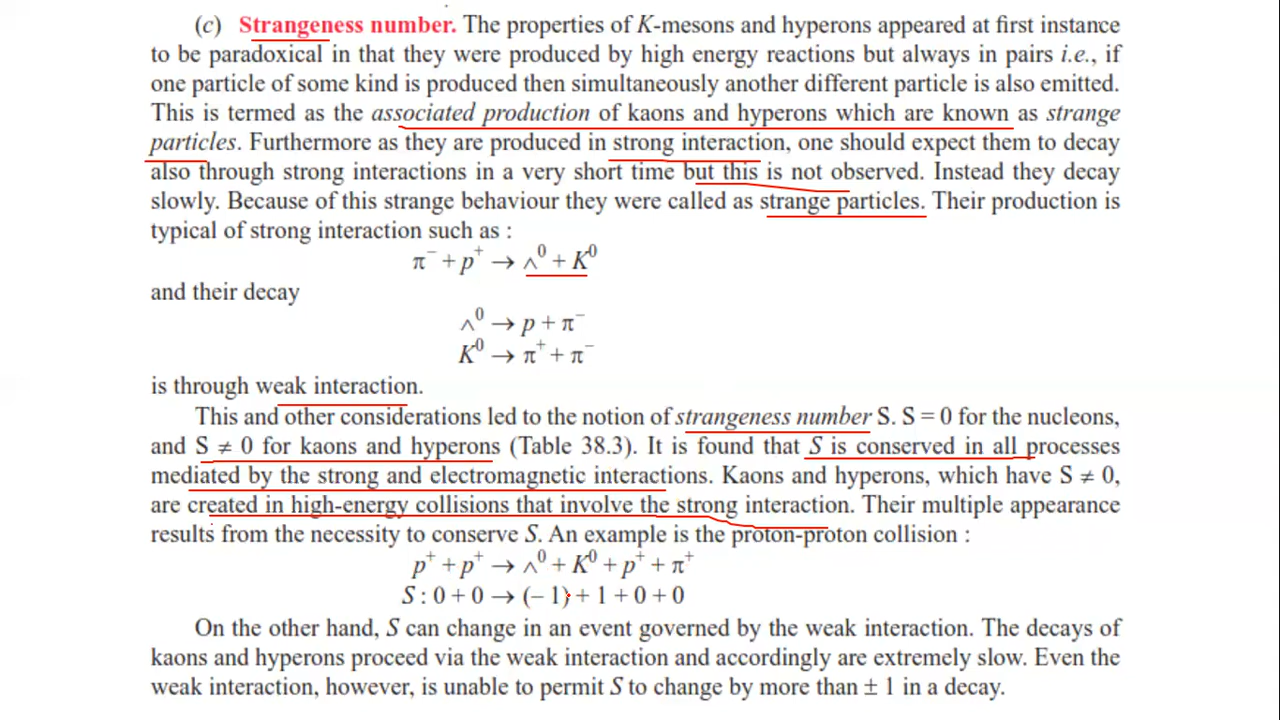 (c) Strangeness number. The properties of K-mesons and hyperons appeared at first instance
to be paradoxical in that they were produced by high energy reactions but always in pairs i.e., if
one particle of some kind is produced then simultaneously another different particle is also emitted.
This is termed as the associated production of kaons and hyperons which are known as strange
particles. Furthermore as they are produced in strong interaction, one should expect them to decay
also through strong interactions in a very short time but this is not observed. Instead they decay
slowly. Because of this strange behaviour they were called as strange particles. Their production is
typical of strong interaction such as :
π⁻ + p⁺ → ∧⁰ + K⁰
and their decay
∧⁰ → p + π⁻
K⁰ → π⁺ + π⁻
is through weak interaction.
This and other considerations led to the notion of strangeness number S. S = 0 for the nucleons,
and S ≠ 0 for kaons and hyperons (Table 38.3). It is found that S is conserved in all processes
mediated by the strong and electromagnetic interactions. Kaons and hyperons, which have S ≠ 0,
are created in high-energy collisions that involve the strong interaction. Their multiple appearance
results from the necessity to conserve S. An example is the proton-proton collision :
p⁺ + p⁺ → ∧⁰ + K⁰ + p⁺ + π⁺
S : 0 + 0 → (– 1) + 1 + 0 + 0
On the other hand, S can change in an event governed by the weak interaction. The decays of
kaons and hyperons proceed via the weak interaction and accordingly are extremely slow. Even the
weak interaction, however, is unable to permit S to change by more than ± 1 in a decay.